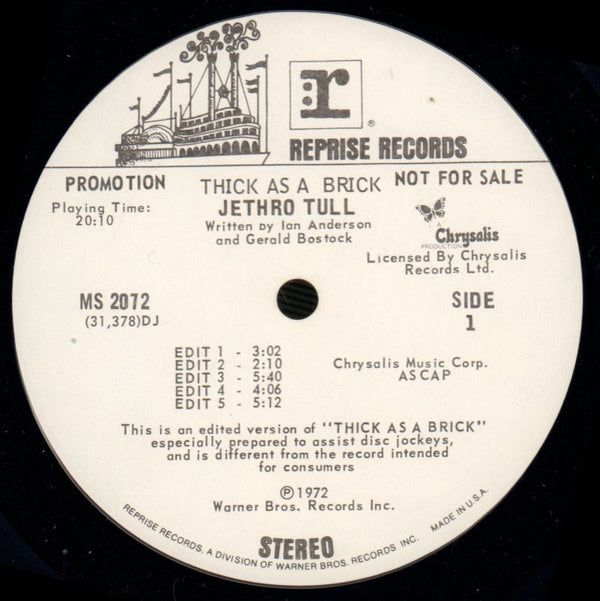 :r
®
REPRISE RECORDS
PROMOTION
THICK AS A BRICK
NOT FOR SALE
Playing Time:
20:10
JETHRO TULL
Written by Ian Anderson
and Gerald Bostock
A
Chrysalis
PRODUCTION
Licensed By Chrysalis
Records Ltd.
MS 2072
(31,378)DJ
SIDE
1
EDIT 1 - 3:02
EDIT 2 - 2:10
EDIT 3 - 5:40
EDIT 4 - 4:06
EDIT 5 - 5:12
Chrysalis Music Corp.
ASCAP
This is an edited version of "THICK AS A BRICK"
especially prepared to assist disc jockeys,
and is different from the record intended
for consumers
Ⓟ1972
Warner Bros. Records Inc.
STEREO
REPRISE RECORDS, A DIVISION OF WARNER BROS. RECORDS INC. MADE IN U.S.A.